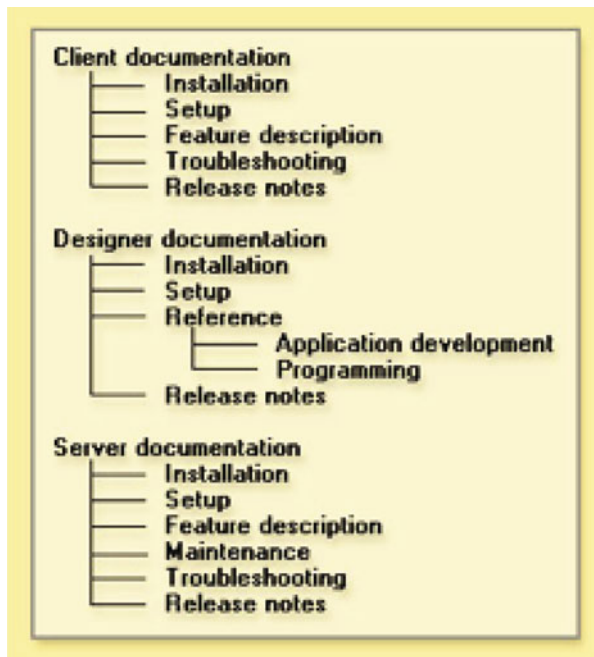 Client documentation
Installation
Setup
Feature description
Troubleshooting
Release notes
Designer documentation
Installation
Setup
Reference
Application development
Programming
Release notes
Server documentation
Installation
Setup
Feature description
Maintenance
Troubleshooting
Release notes